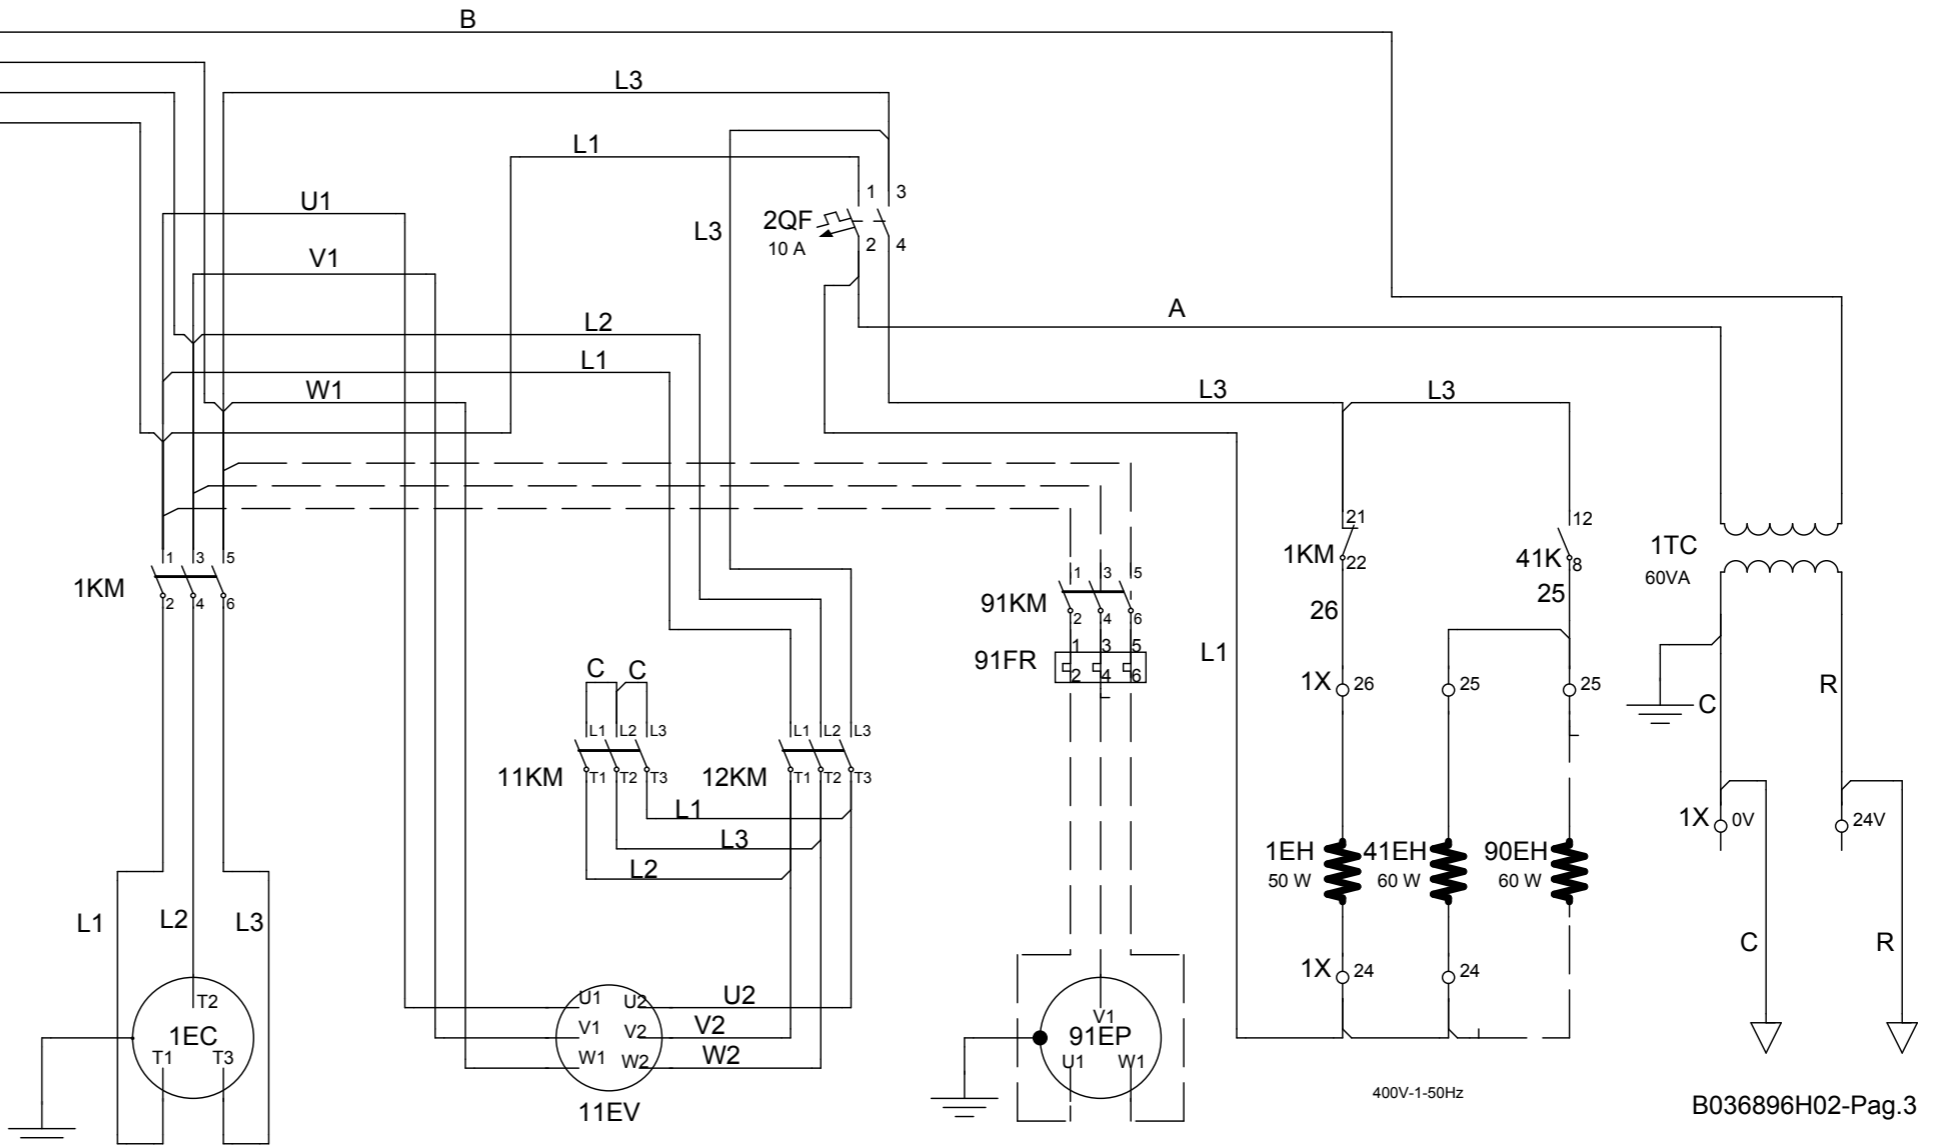 B
L3
L1
1 3
U1
2QF
10 A
2 4
L3
V1
A
L2
L1
W1
L3
L3
21
12
1KM
22
41K
8
1TC
60VA
26
25
1 3 5
1KM
2 4 6
1 3 5
91KM
2 4 6
1 3 5
91FR
2 4 6
L1
C C
1X
26
25
25
C
R
L1 L2 L3
L1 L2 L3
11KM
T1 T2 T3
12KM
T1 T2 T3
L1
L3
L2
1X
0V
24V
1EH
50 W
41EH
60 W
90EH
60 W
L1
L2
L3
C
R
1X
24
24
T2
1EC
T1 T3
U1 U2
V1 V2
W1 W2
U2
V2
W2
11EV
V1
91EP
U1 W1
400V-1-50Hz
B036896H02-Pag.3